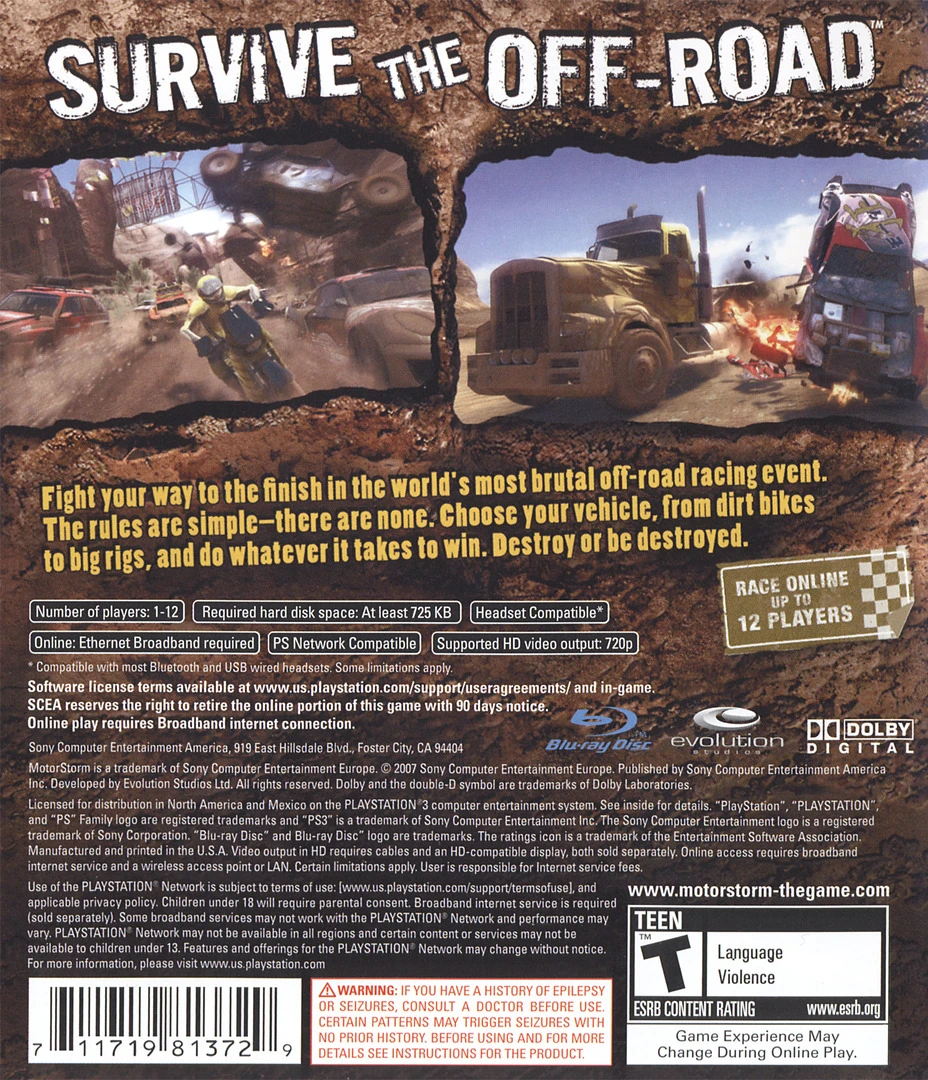 SURVIVE THE OFF-ROAD™
Fight your way to the finish in the world's most brutal off-road racing event.
The rules are simple—there are none. Choose your vehicle, from dirt bikes
to big rigs, and do whatever it takes to win. Destroy or be destroyed.
RACE ONLINE
UP TO
12 PLAYERS
Number of players: 1-12
Required hard disk space: At least 725 KB
Headset Compatible*
Online: Ethernet Broadband required
PS Network Compatible
Supported HD video output: 720p
* Compatible with most Bluetooth and USB wired headsets. Some limitations apply.
Software license terms available at www.us.playstation.com/support/useragreements/ and in-game.
SCEA reserves the right to retire the online portion of this game with 90 days notice.
Online play requires Broadband internet connection.
Blu-ray Disc
evolution
studios
DOLBY
DIGITAL
Sony Computer Entertainment America, 919 East Hillsdale Blvd., Foster City, CA 94404
MotorStorm is a trademark of Sony Computer Entertainment Europe. © 2007 Sony Computer Entertainment Europe. Published by Sony Computer Entertainment America
Inc. Developed by Evolution Studios Ltd. All rights reserved. Dolby and the double-D symbol are trademarks of Dolby Laboratories.
Licensed for distribution in North America and Mexico on the PLAYSTATION®3 computer entertainment system. See inside for details. "PlayStation", "PLAYSTATION",
and "PS" Family logo are registered trademarks and "PS3" is a trademark of Sony Computer Entertainment Inc. The Sony Computer Entertainment logo is a registered
trademark of Sony Corporation. "Blu-ray Disc" and Blu-ray Disc" logo are trademarks. The ratings icon is a trademark of the Entertainment Software Association.
Manufactured and printed in the U.S.A. Video output in HD requires cables and an HD-compatible display, both sold separately. Online access requires broadband
internet service and a wireless access point or LAN. Certain limitations apply. User is responsible for Internet service fees.
Use of the PLAYSTATION® Network is subject to terms of use: [www.us.playstation.com/support/termsofuse], and
applicable privacy policy. Children under 18 will require parental consent. Broadband internet service is required
(sold separately). Some broadband services may not work with the PLAYSTATION® Network and performance may
vary. PLAYSTATION® Network may not be available in all regions and certain content or services may not be
available to children under 13. Features and offerings for the PLAYSTATION® Network may change without notice.
For more information, please visit www.us.playstation.com
www.motorstorm-thegame.com
TEEN
T™
Language
Violence
ESRB CONTENT RATING www.esrb.org
Game Experience May
Change During Online Play.
7 11719 81372 9
WARNING: IF YOU HAVE A HISTORY OF EPILEPSY
OR SEIZURES, CONSULT A DOCTOR BEFORE USE.
CERTAIN PATTERNS MAY TRIGGER SEIZURES WITH
NO PRIOR HISTORY. BEFORE USING AND FOR MORE
DETAILS SEE INSTRUCTIONS FOR THE PRODUCT.